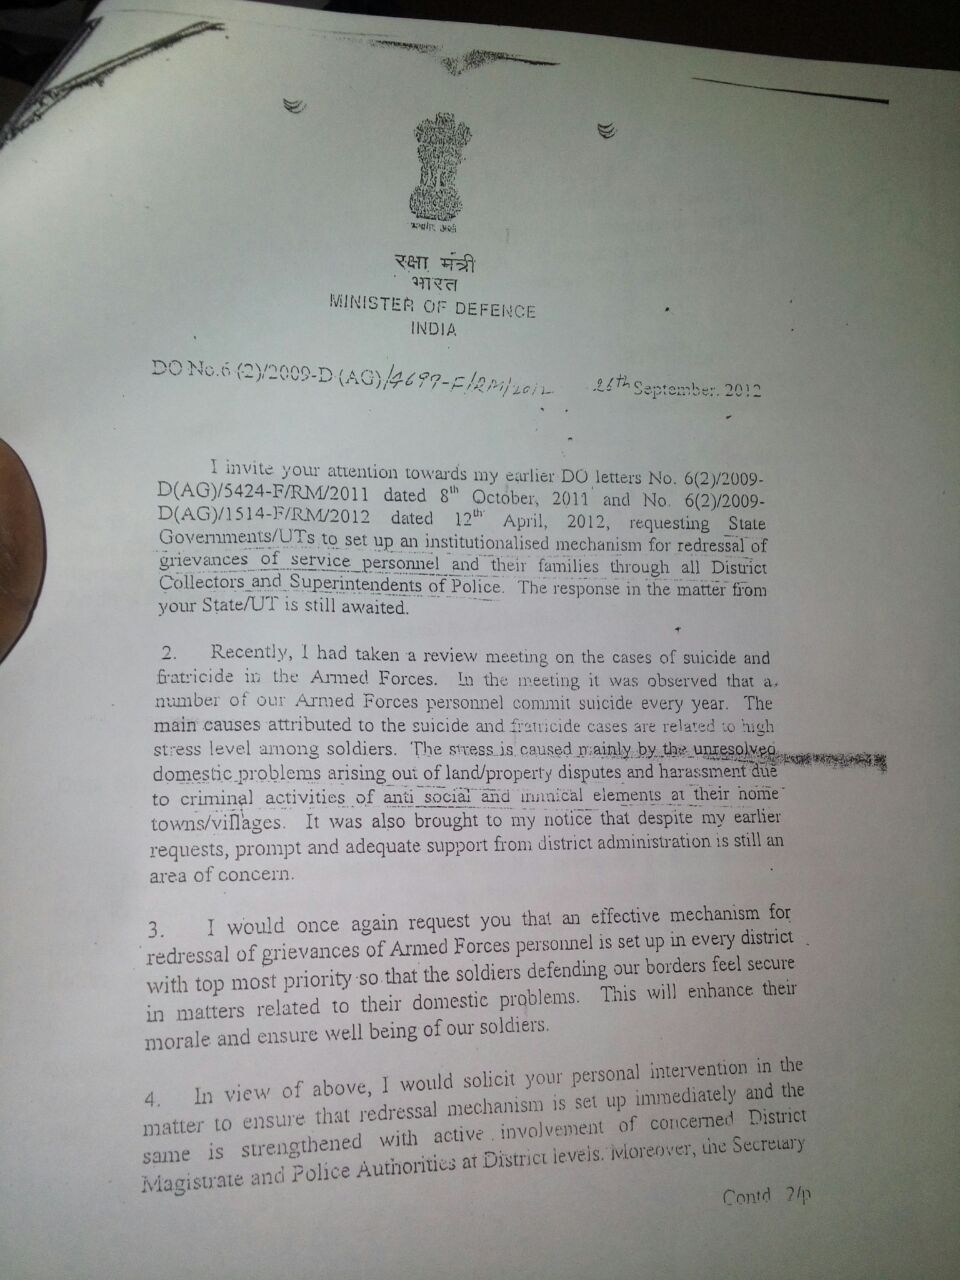 रक्षा मंत्री
भारत
MINISTER OF DEFENCE
INDIA
DO No.6 (2)/2009-D (AG)/4699-F/RM/2012 26th September, 2012
I invite your attention towards my earlier DO letters No. 6(2)/2009-
D(AG)/5424-F/RM/2011 dated 8th October, 2011 and No. 6(2)/2009-
D(AG)/1514-F/RM/2012 dated 12th April, 2012, requesting State
Governments/UTs to set up an institutionalised mechanism for redressal of
grievances of service personnel and their families through all District
Collectors and Superintendents of Police. The response in the matter from
your State/UT is still awaited.
2. Recently, I had taken a review meeting on the cases of suicide and
fratricide in the Armed Forces. In the meeting it was observed that a
number of our Armed Forces personnel commit suicide every year. The
main causes attributed to the suicide and fratricide cases are related to high
stress level among soldiers. The stress is caused mainly by the unresolved
domestic problems arising out of land/property disputes and harassment due
to criminal activities of anti social and inimical elements at their home
towns/villages. It was also brought to my notice that despite my earlier
requests, prompt and adequate support from district administration is still an
area of concern.
3. I would once again request you that an effective mechanism for
redressal of grievances of Armed Forces personnel is set up in every district
with top most priority so that the soldiers defending our borders feel secure
in matters related to their domestic problems. This will enhance their
morale and ensure well being of our soldiers.
4. In view of above, I would solicit your personal intervention in the
matter to ensure that redressal mechanism is set up immediately and the
same is strengthened with active involvement of concerned District
Magistrate and Police Authorities at District levels. Moreover, the Secretary
Contd 2/p